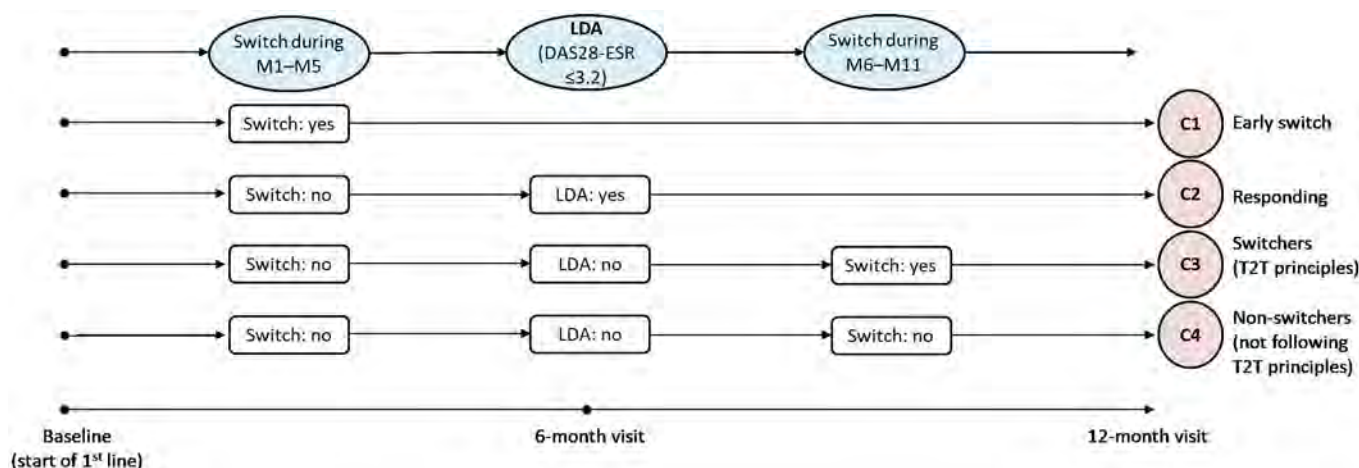 Switch during
M1–M5
LDA
(DAS28-ESR
≤3.2)
Switch during
M6–M11
Switch: yes
C1
Early switch
Switch: no
LDA: yes
C2
Responding
Switch: no
LDA: no
Switch: yes
C3
Switchers
(T2T principles)
Switch: no
LDA: no
Switch: no
C4
Non-switchers
(not following
T2T principles)
Baseline
(start of 1st line)
6-month visit
12-month visit